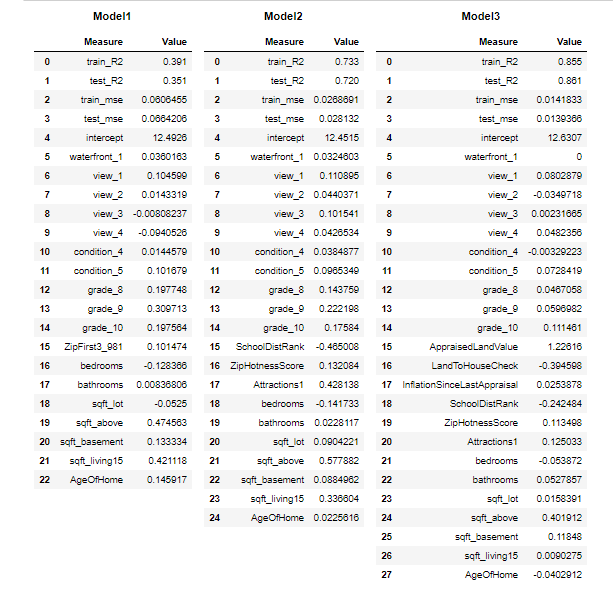 Model1
Measure Value
0 train_R2 0.391
1 test_R2 0.351
2 train_mse 0.0606455
3 test_mse 0.0664206
4 intercept 12.4926
5 waterfront_1 0.0360163
6 view_1 0.104599
7 view_2 0.0143319
8 view_3 -0.00808237
9 view_4 -0.0940526
10 condition_4 0.0144579
11 condition_5 0.101679
12 grade_8 0.197748
13 grade_9 0.309713
14 grade_10 0.197564
15 ZipFirst3_981 0.101474
16 bedrooms -0.128366
17 bathrooms 0.00836806
18 sqft_lot -0.0525
19 sqft_above 0.474563
20 sqft_basement 0.133334
21 sqft_living15 0.421118
22 AgeOfHome 0.145917
Model2
Measure Value
0 train_R2 0.733
1 test_R2 0.720
2 train_mse 0.0268691
3 test_mse 0.028132
4 intercept 12.4515
5 waterfront_1 0.0324603
6 view_1 0.110895
7 view_2 0.0440371
8 view_3 0.101541
9 view_4 0.0426534
10 condition_4 0.0384877
11 condition_5 0.0965349
12 grade_8 0.143759
13 grade_9 0.222198
14 grade_10 0.17584
15 SchoolDistRank -0.465008
16 ZipHotnessScore 0.132084
17 Attractions1 0.428138
18 bedrooms -0.141733
19 bathrooms 0.0228117
20 sqft_lot 0.0904221
21 sqft_above 0.577882
22 sqft_basement 0.0884962
23 sqft_living15 0.336604
24 AgeOfHome 0.0225616
Model3
Measure Value
0 train_R2 0.855
1 test_R2 0.861
2 train_mse 0.0141833
3 test_mse 0.0139366
4 intercept 12.6307
5 waterfront_1 0
6 view_1 0.0802879
7 view_2 -0.0349718
8 view_3 0.00231665
9 view_4 0.0482356
10 condition_4 -0.00329223
11 condition_5 0.0728419
12 grade_8 0.0467058
13 grade_9 0.0596982
14 grade_10 0.111461
15 AppraisedLandValue 1.22616
16 LandToHouseCheck -0.394598
17 InflationSinceLastAppraisal 0.0253878
18 SchoolDistRank -0.242484
19 ZipHotnessScore 0.113498
20 Attractions1 0.125033
21 bedrooms -0.053872
22 bathrooms 0.0527857
23 sqft_lot 0.0158391
24 sqft_above 0.401912
25 sqft_basement 0.11848
26 sqft_living15 0.0090275
27 AgeOfHome -0.0402912